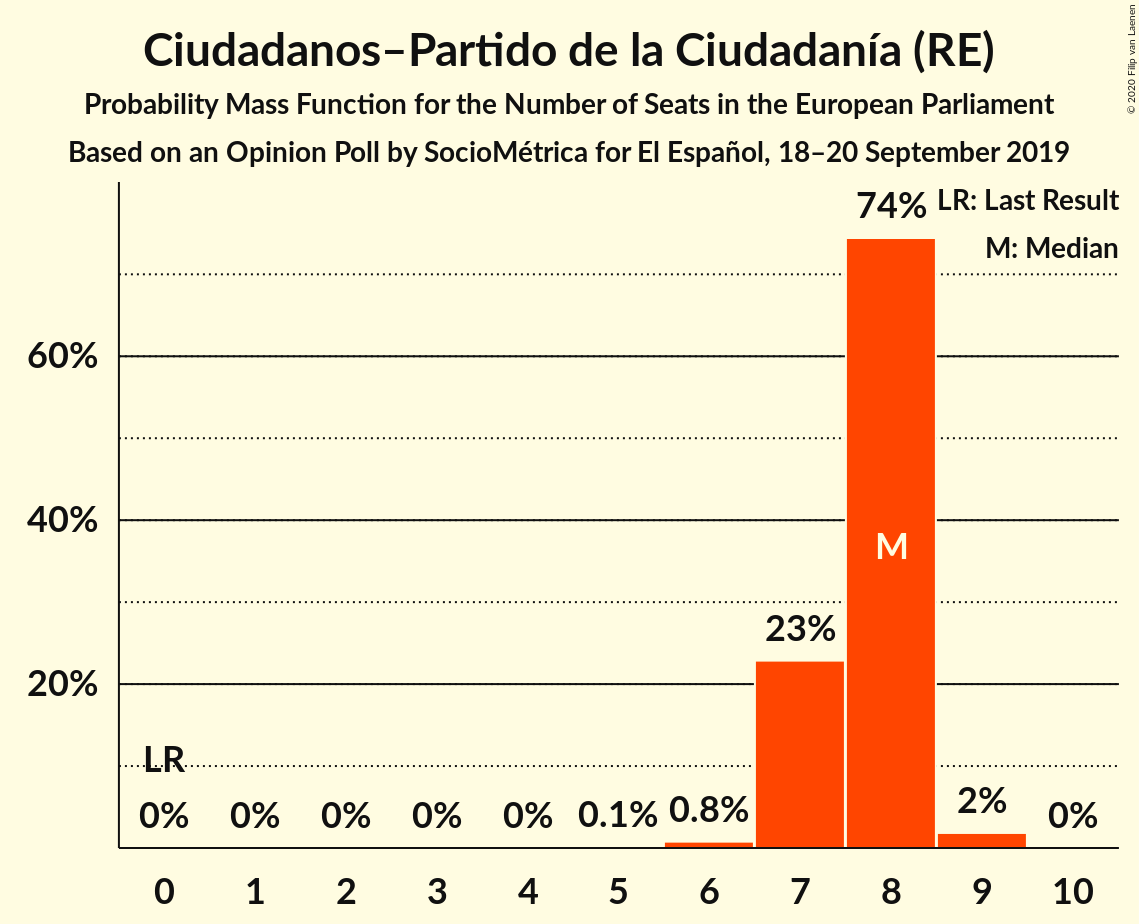 Ciudadanos–Partido de la Ciudadanía (RE)
Probability Mass Function for the Number of Seats in the European Parliament
Based on an Opinion Poll by SocioMétrica for El Español, 18–20 September 2019
© 2020 Filip van Laenen
74%
LR: Last Result
M: Median
60%
40%
M
23%
20%
LR
0% 0% 0% 0% 0% 0.1% 0.8% 2% 0%
0 1 2 3 4 5 6 7 8 9 10